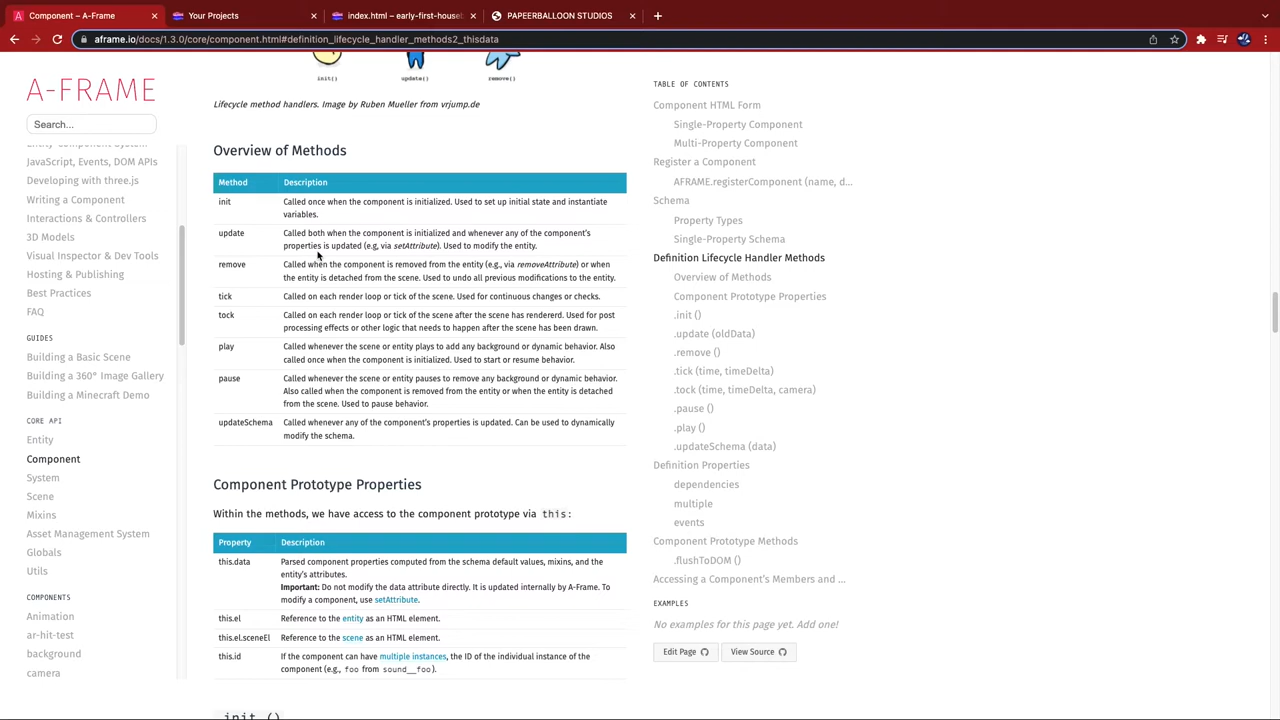 Component – A-Frame
Your Projects
index.html – early-first-house
PAPERBALLOON STUDIOS
aframe.io/docs/1.3.0/core/component.html#definition_lifecycle_handler_methods2_thisdata
A-FRAME
Search...
Entity-Component System
JavaScript, Events, DOM APIs
Developing with three.js
Writing a Component
Interactions & Controllers
3D Models
Visual Inspector & Dev Tools
Hosting & Publishing
Best Practices
FAQ
GUIDES
Building a Basic Scene
Building a 360° Image Gallery
Building a Minecraft Demo
CORE API
Entity
Component
System
Scene
Mixins
Asset Management System
Globals
Utils
COMPONENTS
Animation
ar-hit-test
background
camera
init() update() remove()
Lifecycle method handlers. Image by Ruben Mueller from vrjump.de
Overview of Methods
Method Description
init Called once when the component is initialized. Used to set up initial state and instantiate
variables.
update Called both when the component is initialized and whenever any of the component's
properties is updated (e.g, via setAttribute). Used to modify the entity.
remove Called when the component is removed from the entity (e.g., via removeAttribute) or when
the entity is detached from the scene. Used to undo all previous modifications to the entity.
tick Called on each render loop or tick of the scene. Used for continuous changes or checks.
tock Called on each render loop or tick of the scene after the scene has rendererd. Used for post
processing effects or other logic that needs to happen after the scene has been drawn.
play Called whenever the scene or entity plays to add any background or dynamic behavior. Also
called once when the component is initialized. Used to start or resume behavior.
pause Called whenever the scene or entity pauses to remove any background or dynamic behavior.
Also called when the component is removed from the entity or when the entity is detached
from the scene. Used to pause behavior.
updateSchema Called whenever any of the component's properties is updated. Can be used to dynamically
modify the schema.
Component Prototype Properties
Within the methods, we have access to the component prototype via this:
Property Description
this.data Parsed component properties computed from the schema default values, mixins, and the
entity's attributes.
Important: Do not modify the data attribute directly. It is updated internally by A-Frame. To
modify a component, use setAttribute.
this.el Reference to the entity as an HTML element.
this.el.sceneEl Reference to the scene as an HTML element.
this.id If the component can have multiple instances, the ID of the individual instance of the
component (e.g., foo from sound__foo).
init ()
TABLE OF CONTENTS
Component HTML Form
Single-Property Component
Multi-Property Component
Register a Component
AFRAME.registerComponent (name, d...
Schema
Property Types
Single-Property Schema
Definition Lifecycle Handler Methods
Overview of Methods
Component Prototype Properties
.init ()
.update (oldData)
.remove ()
.tick (time, timeDelta)
.tock (time, timeDelta, camera)
.pause ()
.play ()
.updateSchema (data)
Definition Properties
dependencies
multiple
events
Component Prototype Methods
.flushToDOM ()
Accessing a Component's Members and ...
EXAMPLES
No examples for this page yet. Add one!
Edit Page
View Source